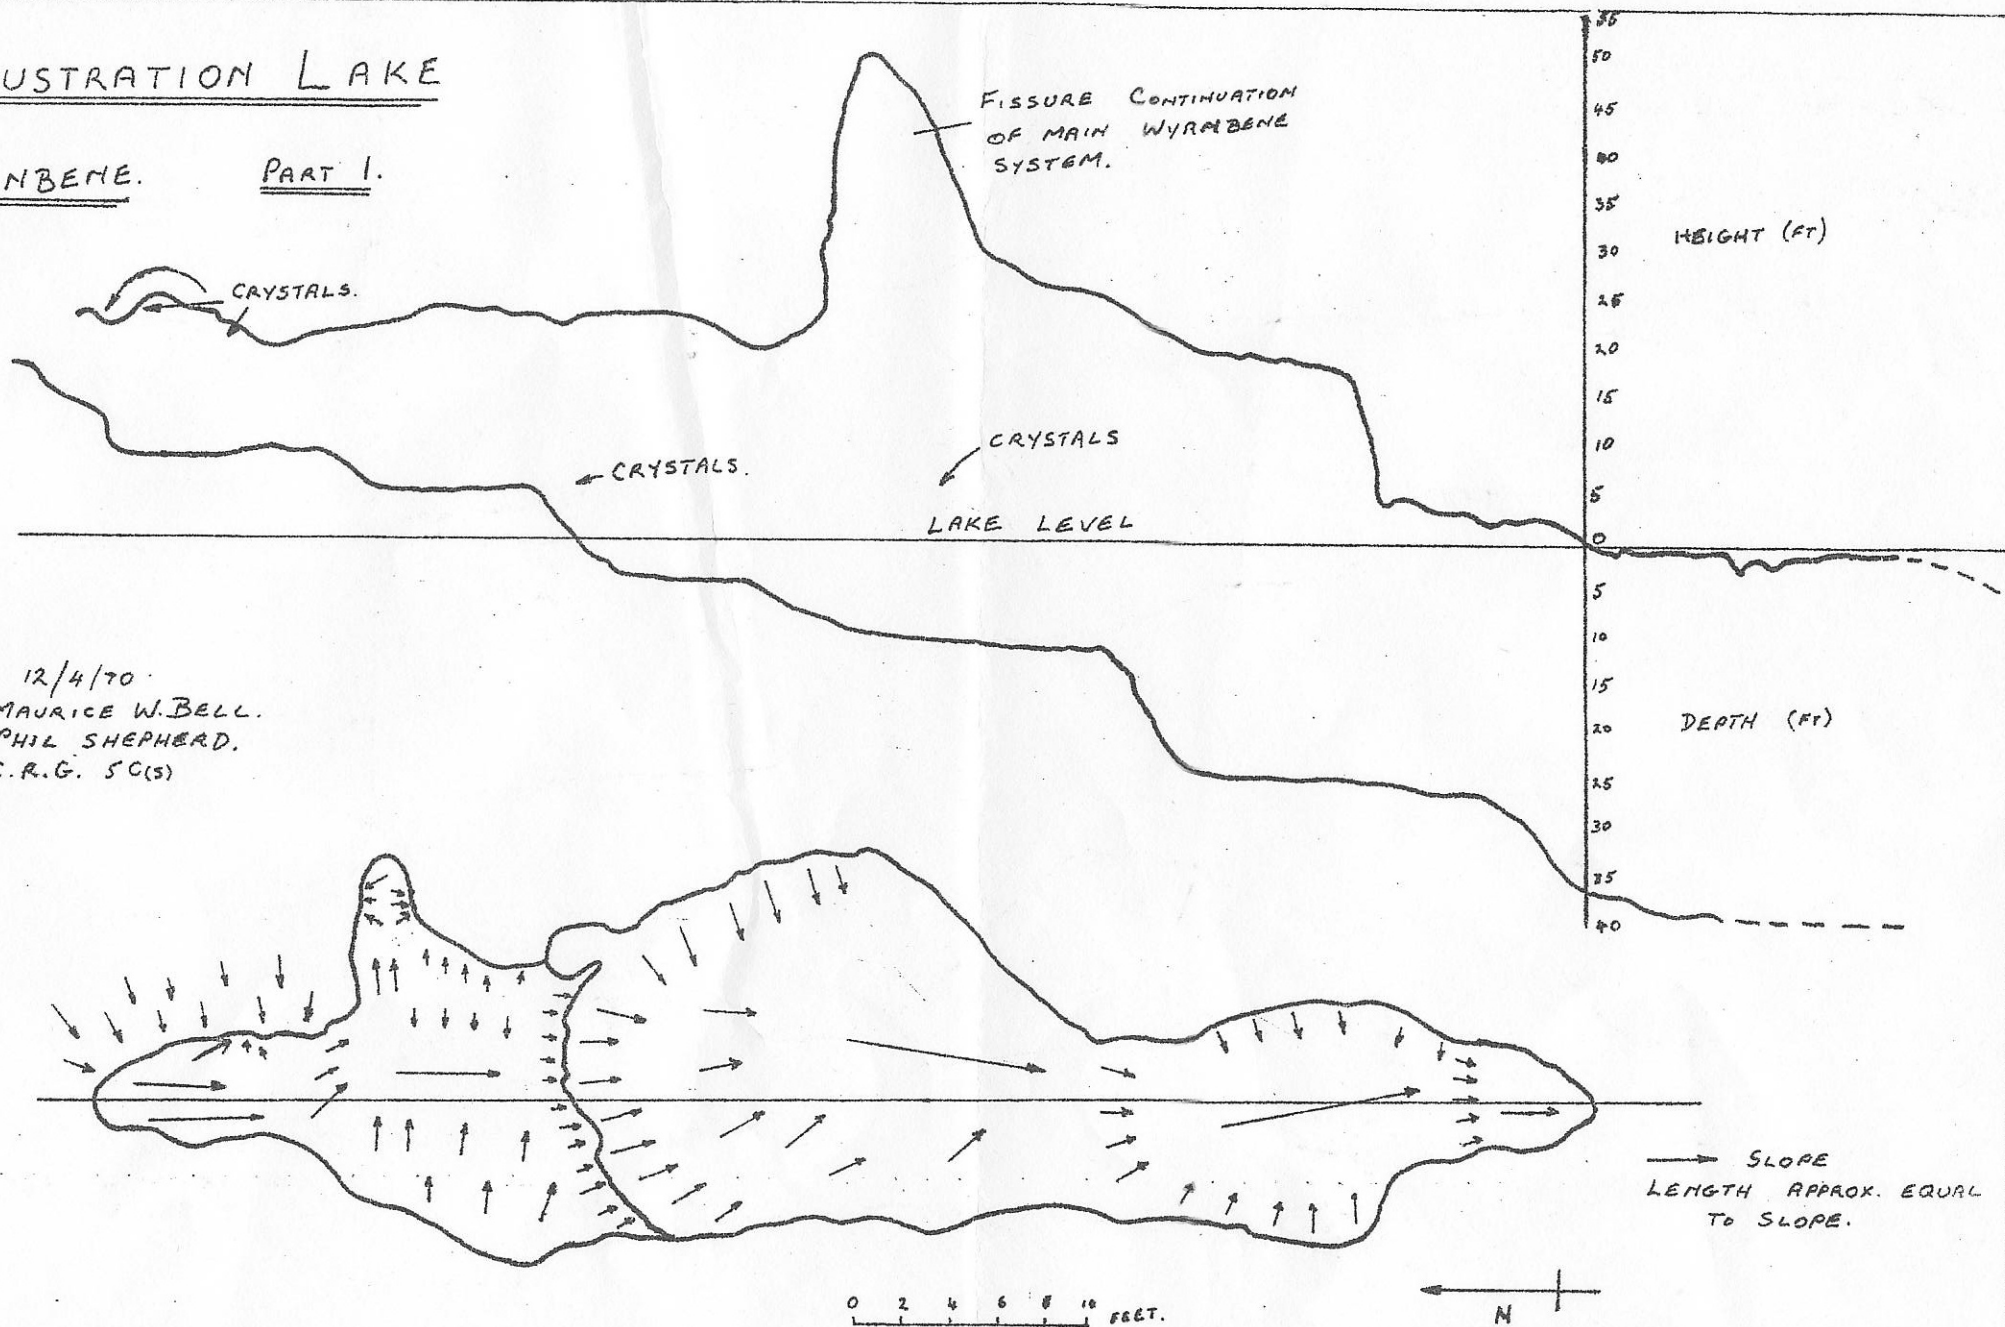 USTRATION LAKE
NBENE. PART 1.
FISSURE CONTINUATION
OF MAIN WYRMBENE
SYSTEM.
CRYSTALS.
CRYSTALS.
CRYSTALS
LAKE LEVEL
55
50
45
40
35
30
25
20
15
10
5
0
5
10
15
20
25
30
35
40
HEIGHT (FT)
DEPTH (FT)
12/4/70
MAURICE W. BELL.
PHIL SHEPHERD.
C.R.G. 5C(S)
SLOPE
LENGTH APPROX. EQUAL
TO SLOPE.
0 2 4 6 8 10 FEET.
N